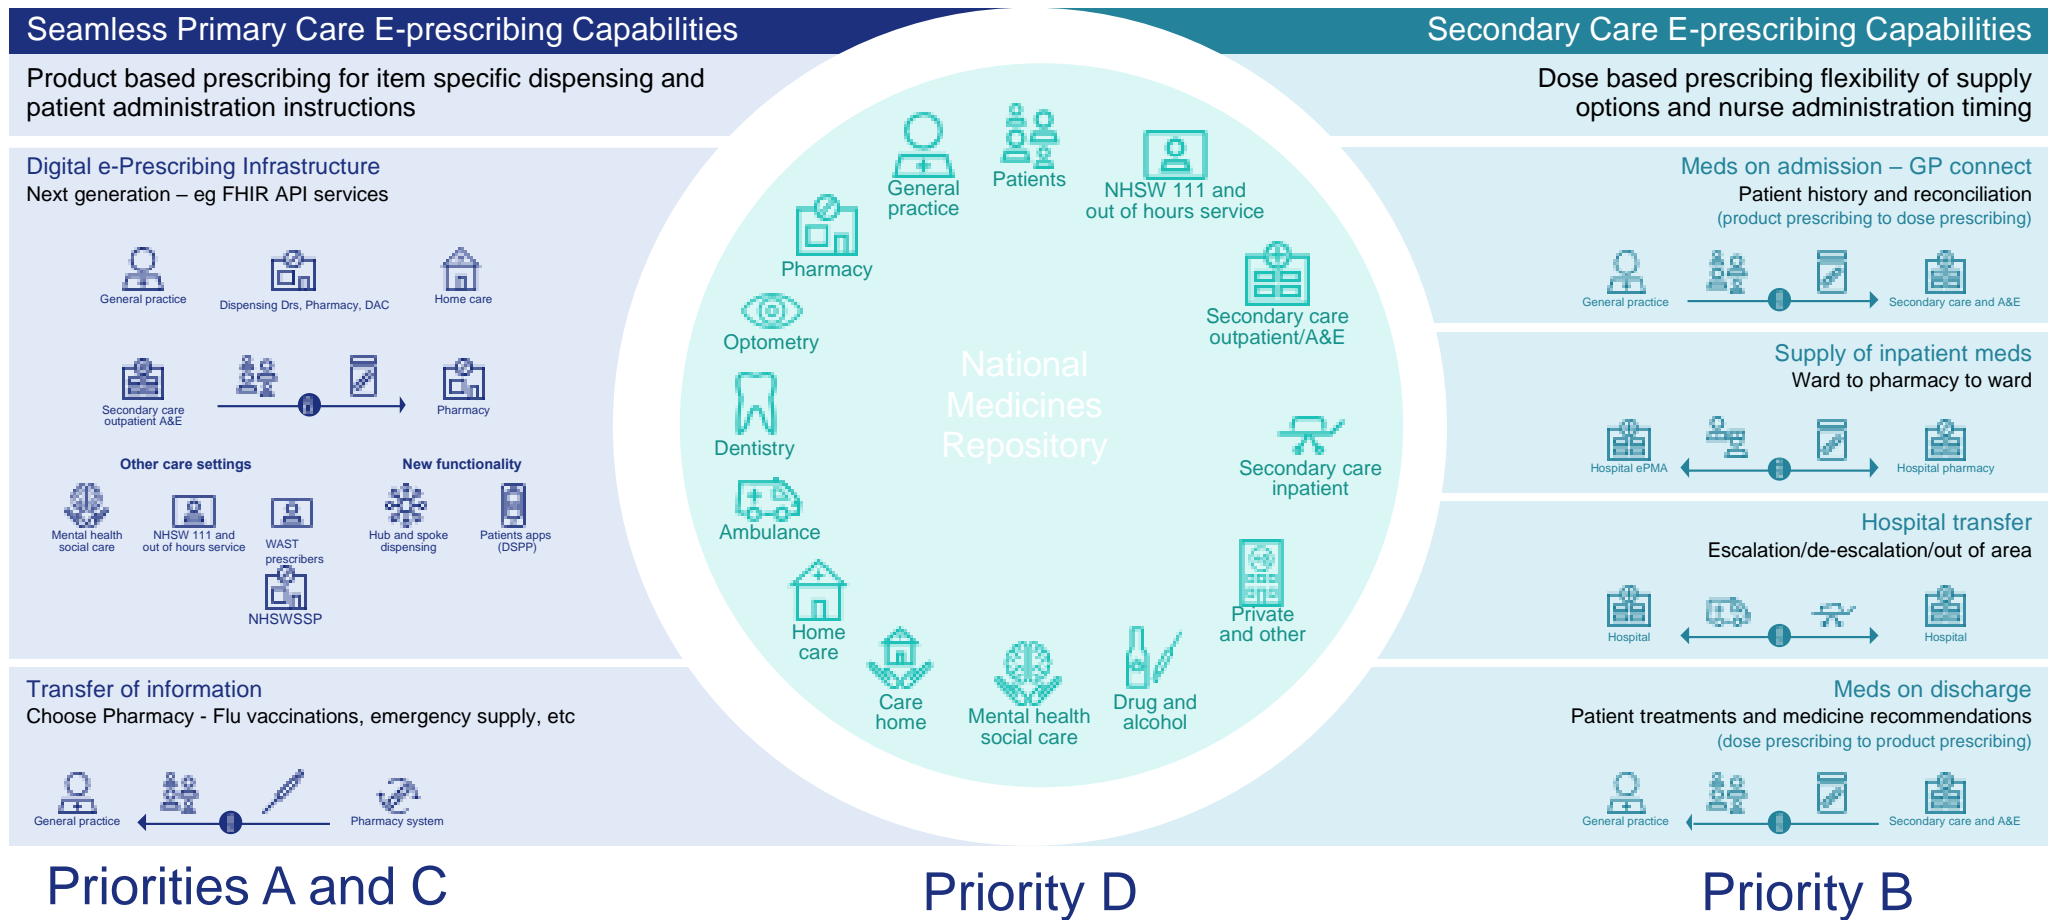 Seamless Primary Care E-prescribing Capabilities
Product based prescribing for item specific dispensing and
patient administration instructions
Digital e-Prescribing Infrastructure
Next generation – eg FHIR API services
General practice
Dispensing Drs, Pharmacy, DAC
Home care
Secondary care
outpatient A&E
Pharmacy
Other care settings
New functionality
Mental health
social care
NHSW 111 and
out of hours service
WAST
prescribers
Hub and spoke
dispensing
Patients apps
(DSPP)
NHSWSSP
Transfer of information
Choose Pharmacy - Flu vaccinations, emergency supply, etc
General practice
Pharmacy system
Priorities A and C
General
practice
Patients
NHSW 111 and
out of hours service
Pharmacy
Secondary care
outpatient/A&E
Optometry
National
Medicines
Repository
Dentistry
Secondary care
inpatient
Ambulance
Home
care
Private
and other
Care
home
Mental health
social care
Drug and
alcohol
Priority D
Secondary Care E-prescribing Capabilities
Dose based prescribing flexibility of supply
options and nurse administration timing
Meds on admission – GP connect
Patient history and reconciliation
(product prescribing to dose prescribing)
General practice
Secondary care and A&E
Supply of inpatient meds
Ward to pharmacy to ward
Hospital ePMA
Hospital pharmacy
Hospital transfer
Escalation/de-escalation/out of area
Hospital
Hospital
Meds on discharge
Patient treatments and medicine recommendations
(dose prescribing to product prescribing)
General practice
Secondary care and A&E
Priority B